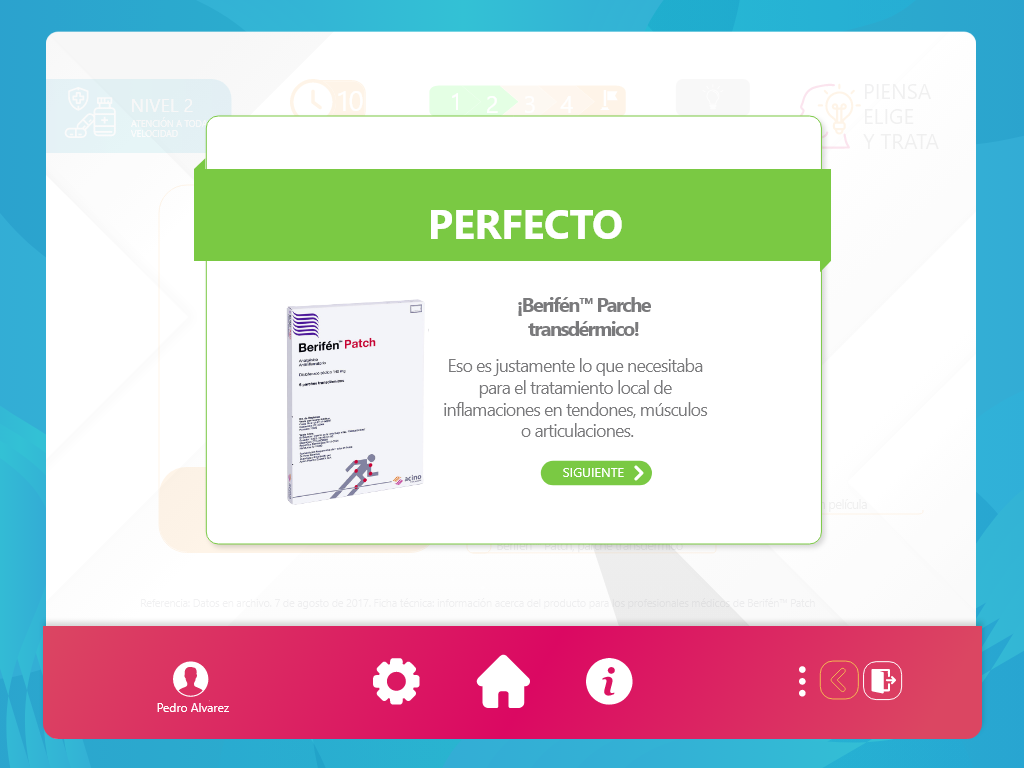 NIVEL 2
ATENCIÓN A TODA
VELOCIDAD
10
1 2 3 4
PIENSA
ELIGE
Y TRATA
PERFECTO
¡Berifén™ Parche
transdérmico!
Eso es justamente lo que necesitaba
para el tratamiento local de
inflamaciones en tendones, músculos
o articulaciones.
SIGUIENTE
Berifén™ Patch
acino
película
Berifén™ Patch parche transdérmico
Referencia: Datos en archivo. 7 de agosto de 2017. Ficha técnica: información acerca del producto para los profesionales médicos de Berifén™ Patch
Pedro Alvarez